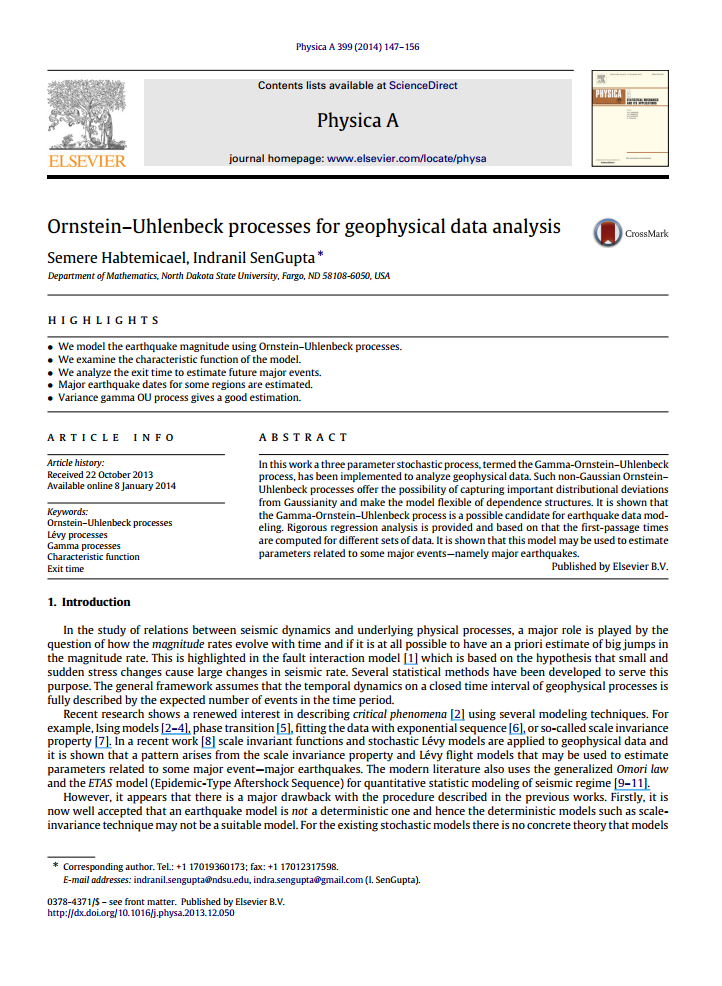 Physica A 399 (2014) 147–156
Contents lists available at ScienceDirect
Physica A
journal homepage: www.elsevier.com/locate/physa
ELSEVIER
PHYSICA
Ornstein–Uhlenbeck processes for geophysical data analysis
CrossMark
Semere Habtemicael, Indranil SenGupta *
Department of Mathematics, North Dakota State University, Fargo, ND 58108-6050, USA
HIGHLIGHTS
• We model the earthquake magnitude using Ornstein–Uhlenbeck processes.
• We examine the characteristic function of the model.
• We analyze the exit time to estimate future major events.
• Major earthquake dates for some regions are estimated.
• Variance gamma OU process gives a good estimation.
ARTICLE INFO
Article history:
Received 22 October 2013
Available online 8 January 2014
Keywords:
Ornstein–Uhlenbeck processes
Lévy processes
Gamma processes
Characteristic function
Exit time
ABSTRACT
In this work a three parameter stochastic process, termed the Gamma-Ornstein–Uhlenbeck
process, has been implemented to analyze geophysical data. Such non-Gaussian Ornstein–
Uhlenbeck processes offer the possibility of capturing important distributional deviations
from Gaussianity and make the model flexible of dependence structures. It is shown that
the Gamma-Ornstein–Uhlenbeck process is a possible candidate for earthquake data mod-
eling. Rigorous regression analysis is provided and based on that the first-passage times
are computed for different sets of data. It is shown that this model may be used to estimate
parameters related to some major events—namely major earthquakes.
Published by Elsevier B.V.
1. Introduction
In the study of relations between seismic dynamics and underlying physical processes, a major role is played by the
question of how the magnitude rates evolve with time and if it is at all possible to have an a priori estimate of big jumps in
the magnitude rate. This is highlighted in the fault interaction model [1] which is based on the hypothesis that small and
sudden stress changes cause large changes in seismic rate. Several statistical methods have been developed to serve this
purpose. The general framework assumes that the temporal dynamics on a closed time interval of geophysical processes is
fully described by the expected number of events in the time period.
Recent research shows a renewed interest in describing critical phenomena [2] using several modeling techniques. For
example, Ising models [2–4], phase transition [5], fitting the data with exponential sequence [6], or so-called scale invariance
property [7]. In a recent work [8] scale invariant functions and stochastic Lévy models are applied to geophysical data and
it is shown that a pattern arises from the scale invariance property and Lévy flight models that may be used to estimate
parameters related to some major event—major earthquakes. The modern literature also uses the generalized Omori law
and the ETAS model (Epidemic-Type Aftershock Sequence) for quantitative statistic modeling of seismic regime [9–11].
However, it appears that there is a major drawback with the procedure described in the previous works. Firstly, it is
now well accepted that an earthquake model is not a deterministic one and hence the deterministic models such as scale-
invariance technique may not be a suitable model. For the existing stochastic models there is no concrete theory that models
* Corresponding author. Tel.: +1 17019360173; fax: +1 17012317598.
E-mail addresses: indranil.sengupta@ndsu.edu, indra.sengupta@gmail.com (I. SenGupta).
0378-4371/$ – see front matter. Published by Elsevier B.V.
http://dx.doi.org/10.1016/j.physa.2013.12.050